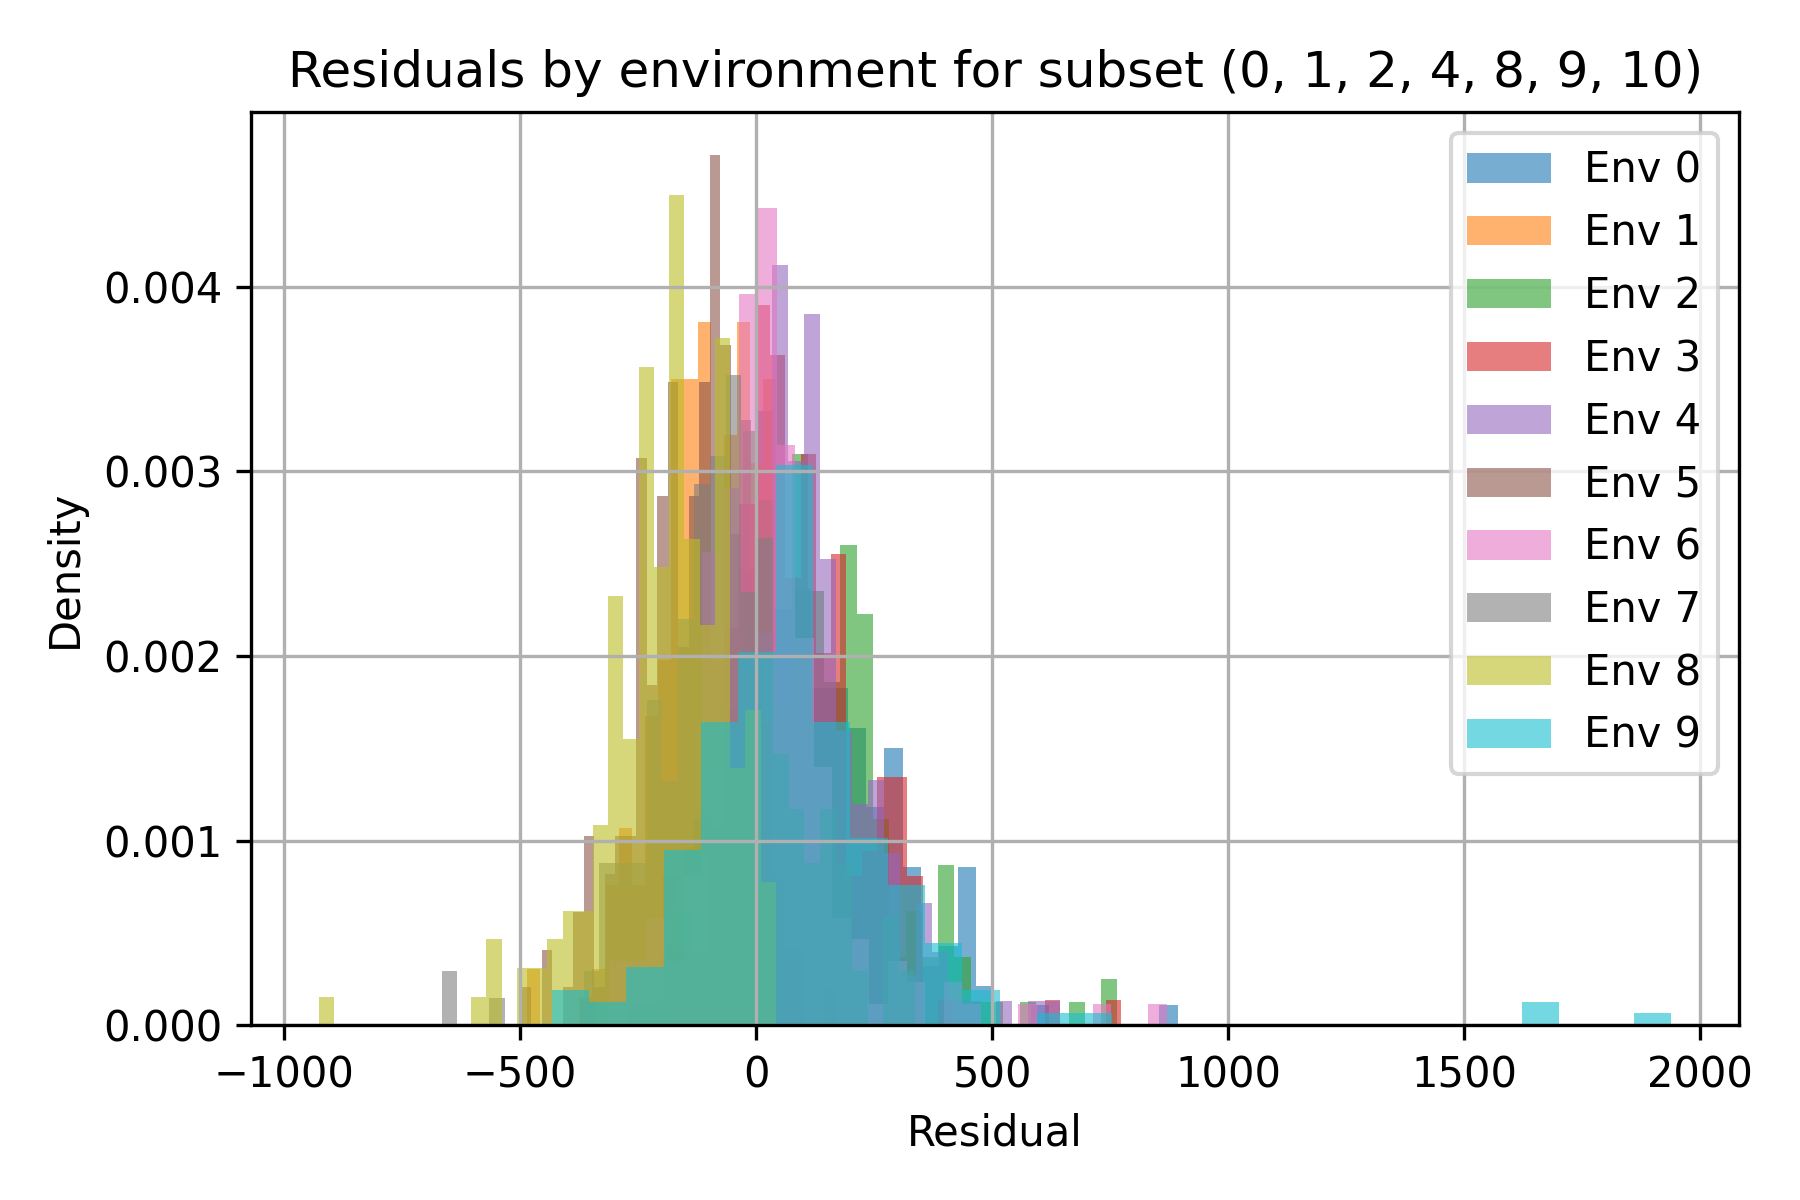 Residuals by environment for subset (0, 1, 2, 4, 8, 9, 10)
Density
0.004
0.003
0.002
0.001
0.000
−1000
−500
0
500
1000
1500
2000
Residual
Env 0
Env 1
Env 2
Env 3
Env 4
Env 5
Env 6
Env 7
Env 8
Env 9